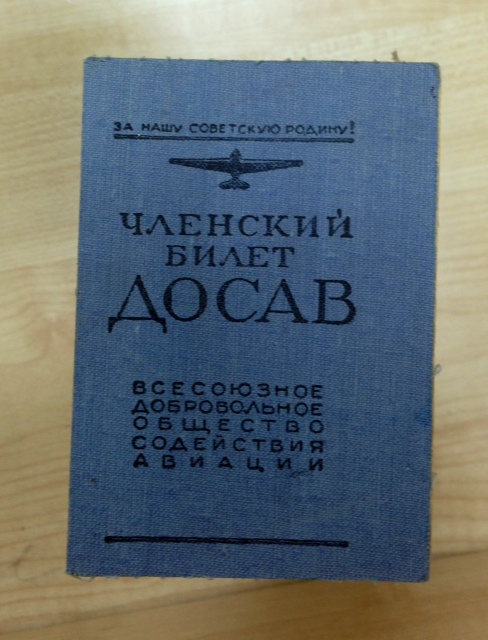 ЗА НАШУ СОВЕТСКУЮ РОДИНУ!
ЧЛЕНСКИЙ
БИЛЕТ
ДОСАВ
ВСЕСОЮЗНОЕ
ДОБРОВОЛЬНОЕ
ОБЩЕСТВО
СОДЕЙСТВИЯ
АВИАЦИИ